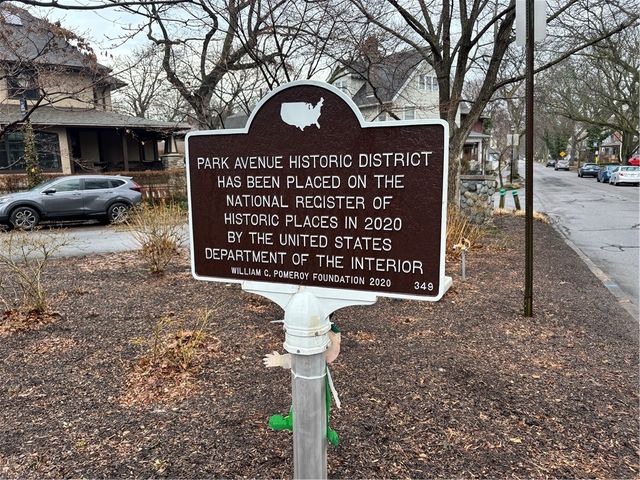 PARK AVENUE HISTORIC DISTRICT
HAS BEEN PLACED ON THE
NATIONAL REGISTER OF
HISTORIC PLACES IN 2020
BY THE UNITED STATES
DEPARTMENT OF THE INTERIOR
WILLIAM C. POMEROY FOUNDATION 2020 349